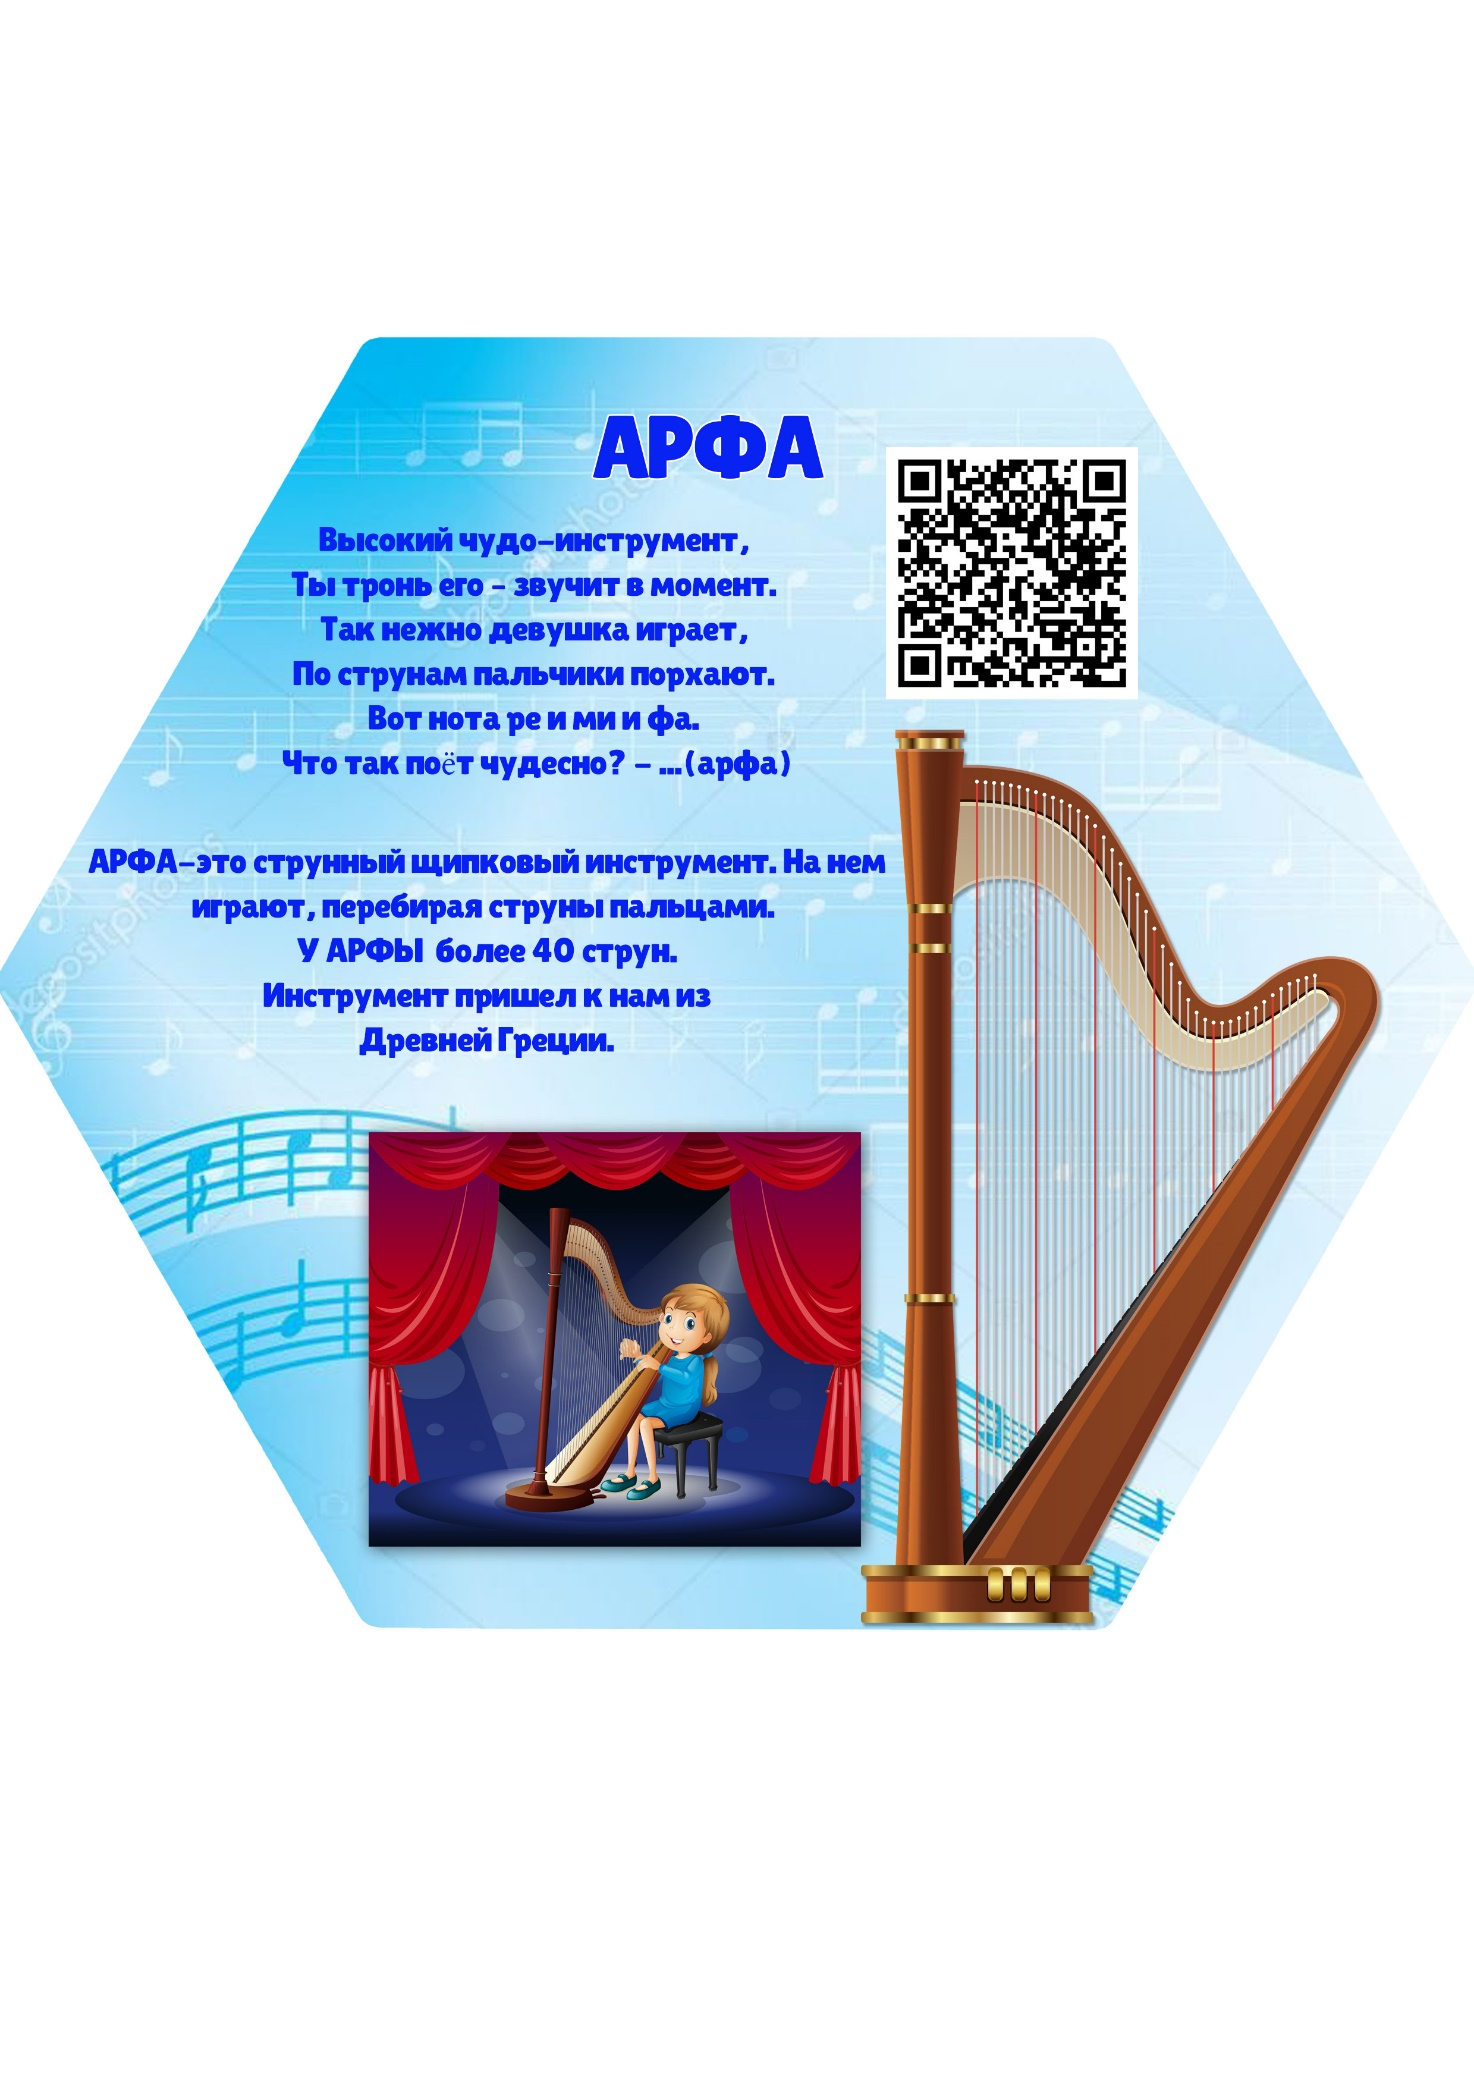 АРФА
Высокий чудо-инструмент,
Ты тронь его - звучит в момент.
Так нежно девушка играет,
По струнам пальчики порхают.
Вот нота ре и ми и фа.
Что так поёт чудесно? - ...(арфа)
АРФА-это струнный щипковый инструмент. На нем
играют, перебирая струны пальцами.
У АРФЫ более 40 струн.
Инструмент пришел к нам из
Древней Греции.
depositphotos
depositphotos